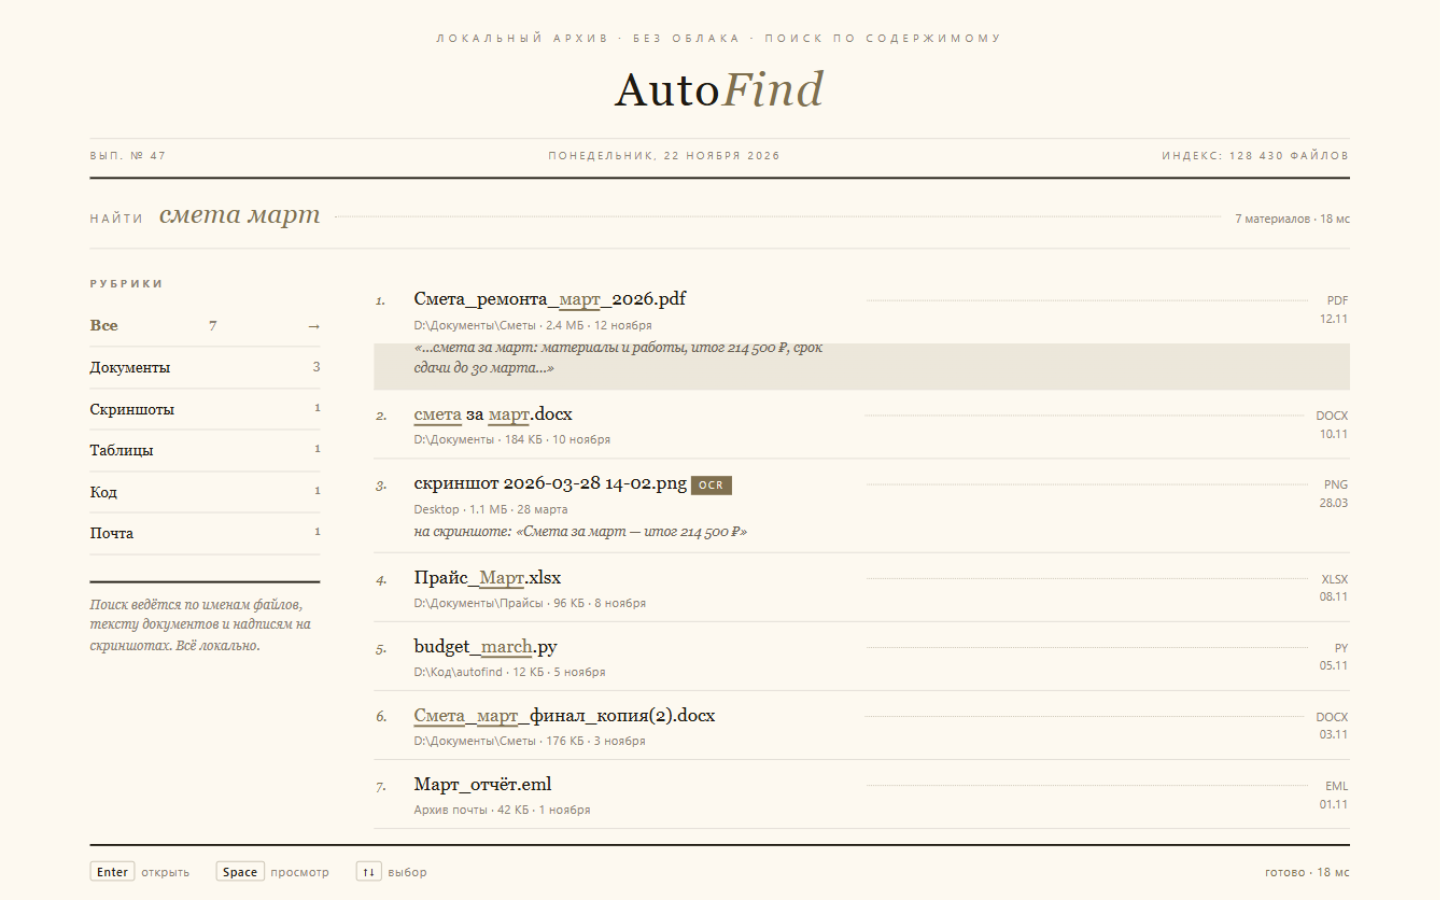 ЛОКАЛЬНЫЙ АРХИВ · БЕЗ ОБЛАКА · ПОИСК ПО СОДЕРЖИМОМУ
AutoFind
ВЫП. № 47
ПОНЕДЕЛЬНИК, 22 НОЯБРЯ 2026
ИНДЕКС: 128 430 ФАЙЛОВ
НАЙТИ смета март
7 материалов · 18 мс
РУБРИКИ
Все 7 →
Документы 3
Скриншоты 1
Таблицы 1
Код 1
Почта 1
Поиск ведётся по именам файлов,
тексту документов и надписям на
скриншотах. Всё локально.
1. Смета_ремонта_март_2026.pdf PDF
D:\Документы\Сметы · 2.4 МБ · 12 ноября 12.11
«…смета за март: материалы и работы, итог 214 500 ₽, срок
сдачи до 30 марта…»
2. смета за март.docx DOCX
D:\Документы · 184 КБ · 10 ноября 10.11
3. скриншот 2026-03-28 14-02.png OCR PNG
Desktop · 1.1 МБ · 28 марта 28.03
на скриншоте: «Смета за март — итог 214 500 ₽»
4. Прайс_Март.xlsx XLSX
D:\Документы\Прайсы · 96 КБ · 8 ноября 08.11
5. budget_march.py PY
D:\Код\autofind · 12 КБ · 5 ноября 05.11
6. Смета_март_финал_копия(2).docx DOCX
D:\Документы\Сметы · 176 КБ · 3 ноября 03.11
7. Март_отчёт.eml EML
Архив почты · 42 КБ · 1 ноября 01.11
Enter открыть Space просмотр ↑↓ выбор
готово · 18 мс